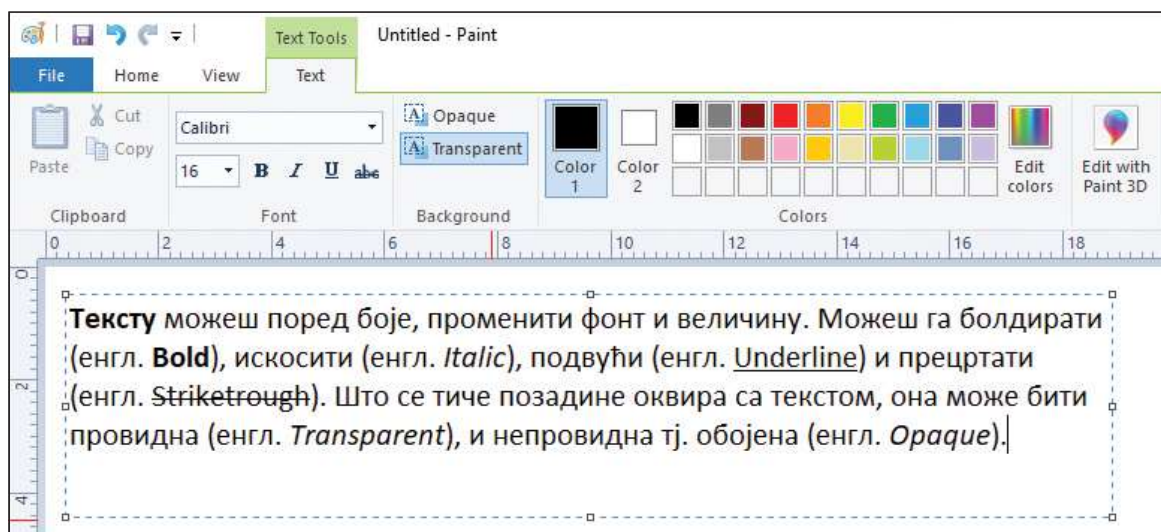 Text Tools Untitled - Paint
File Home View Text
Paste
Cut
Copy
Clipboard
Calibri
16 B I U abc
Font
Opaque
Transparent
Background
Color 1
Color 2
Edit colors
Colors
Edit with Paint 3D
0 2 4 6 8 10 12 14 16 18
0
2
4
Тексту можеш поред боје, променити фонт и величину. Можеш га болдирати
(енгл. Bold), искосити (енгл. Italic), подвући (енгл. Underline) и прецртати
(енгл. Striketrough). Што се тиче позадине оквира са текстом, она може бити
провидна (енгл. Transparent), и непровидна тј. обојена (енгл. Opaque).